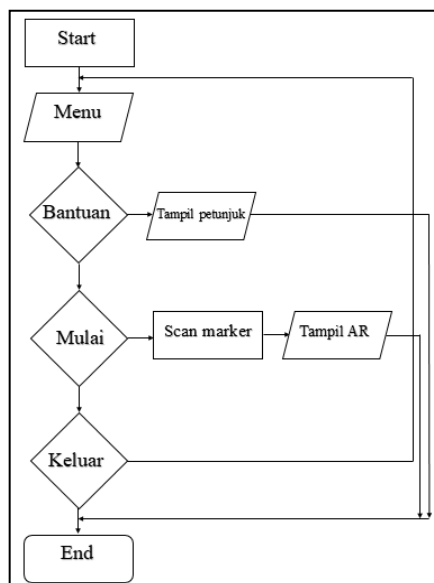 Start
Menu
Bantuan
Tampil petunjuk
Mulai
Scan marker
Tampil AR
Keluar
End